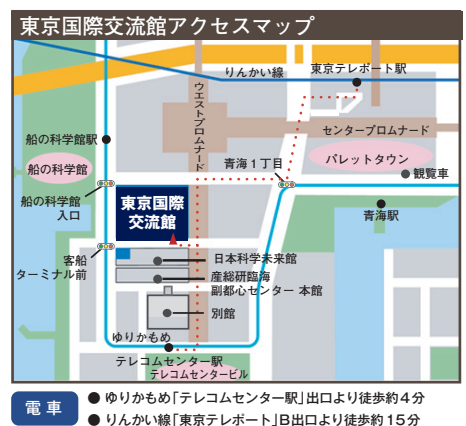 東京国際交流館アクセスマップ
りんかい線
東京テレポート駅
ウエストプロムナード
センタープロムナード
船の科学館駅
青海1丁目
パレットタウン
船の科学館
観覧車
船の科学館
入口
東京国際
交流館
青海駅
客船
ターミナル前
日本科学未来館
産総研臨海
副都心センター 本館
別館
ゆりかもめ
テレコムセンター駅
テレコムセンタービル
電車
● ゆりかもめ「テレコムセンター駅」出口より徒歩約4分
● りんかい線「東京テレポート」B出口より徒歩約15分